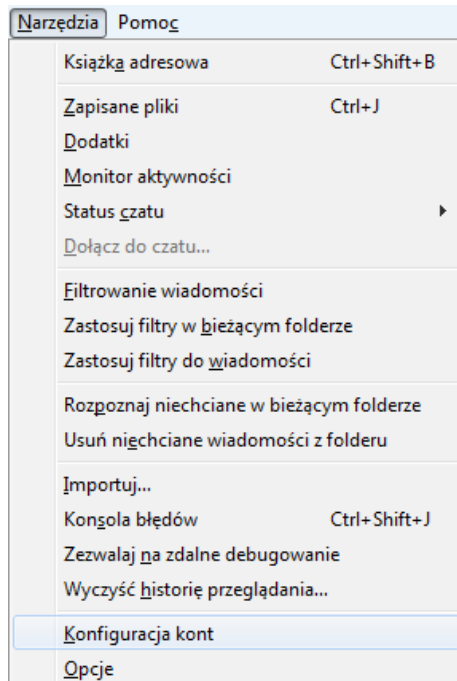 Narzędzia Pomoc
Książka adresowa Ctrl+Shift+B
Zapisane pliki Ctrl+J
Dodatki
Monitor aktywności
Status czatu
Dołącz do czatu...
Filtrowanie wiadomości
Zastosuj filtry w bieżącym folderze
Zastosuj filtry do wiadomości
Rozpoznaj niechciane w bieżącym folderze
Usuń niechciane wiadomości z folderu
Importuj...
Konsola błędów Ctrl+Shift+J
Zezwalaj na zdalne debugowanie
Wyczyść historię przeglądania...
Konfiguracja kont
Opcje